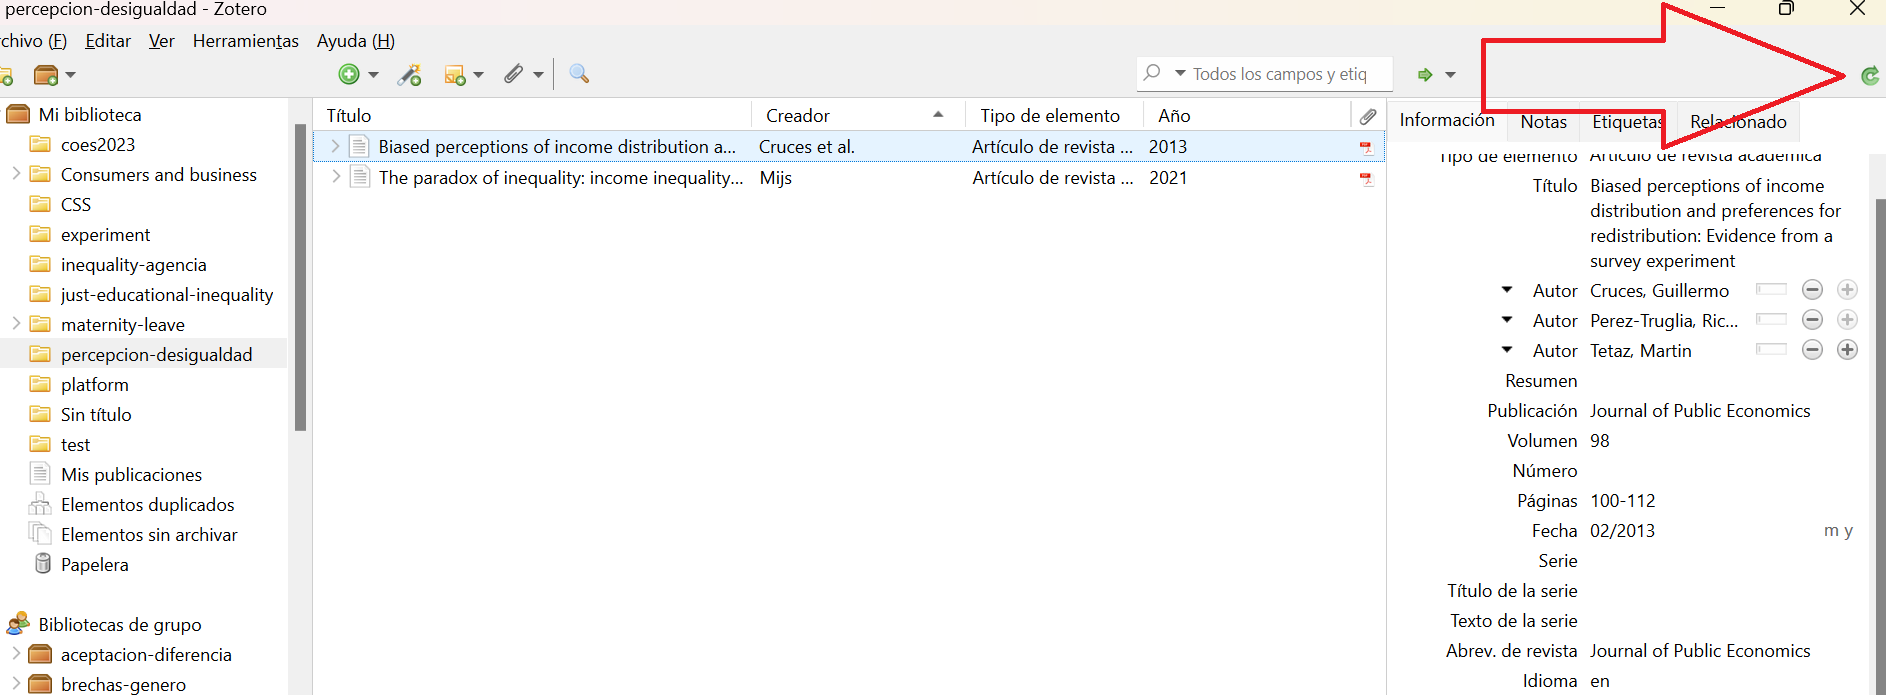 percepcion-desigualdad - Zotero
chivo (F) Editar Ver Herramientas Ayuda (H)
Todos los campos y etiq
Mi biblioteca
coes2023
Consumers and business
CSS
experiment
inequality-agencia
just-educational-inequality
maternity-leave
percepcion-desigualdad
platform
Sin título
test
Mis publicaciones
Elementos duplicados
Elementos sin archivar
Papelera
Bibliotecas de grupo
aceptacion-diferencia
brechas-genero
Título Creador Tipo de elemento Año
Biased perceptions of income distribution a... Cruces et al. Artículo de revista ... 2013
The paradox of inequality: income inequality... Mijs Artículo de revista ... 2021
Información Notas Etiquetas Relacionado
Tipo de elemento Artículo de revista académica
Título Biased perceptions of income
distribution and preferences for
redistribution: Evidence from a
survey experiment
Autor Cruces, Guillermo
Autor Perez-Truglia, Ric...
Autor Tetaz, Martin
Resumen
Publicación Journal of Public Economics
Volumen 98
Número
Páginas 100-112
Fecha 02/2013 m y
Serie
Título de la serie
Texto de la serie
Abrev. de revista Journal of Public Economics
Idioma en